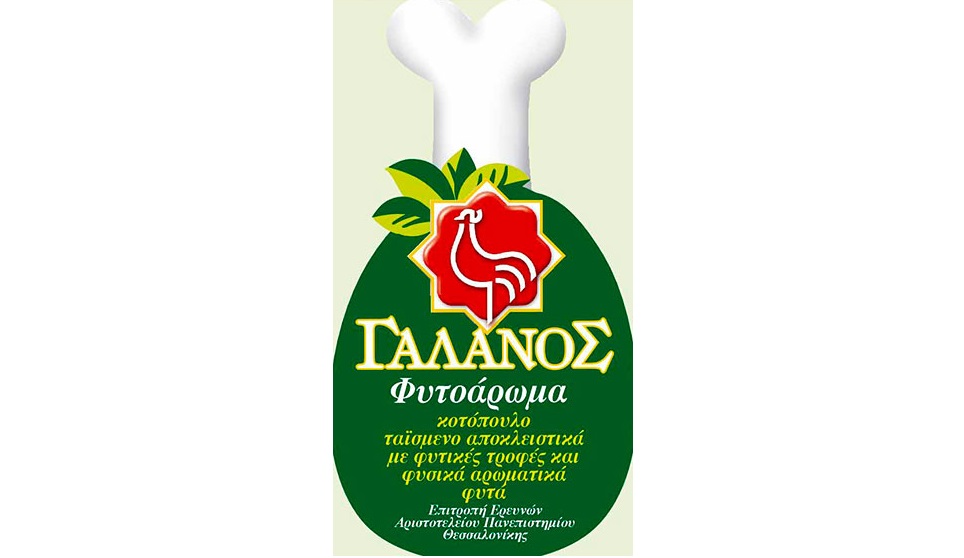 ΓΑΛΑΝΟΣ
Φυτοάρωμα
κοτόπουλο
ταϊσμενο αποκλειστικά
με φυτικές τροφές και
φυσικά αρωματικά
φυτά
Επιτροπή Ερευνών
Αριστοτελείου Πανεπιστημίου
Θεσσαλονίκης